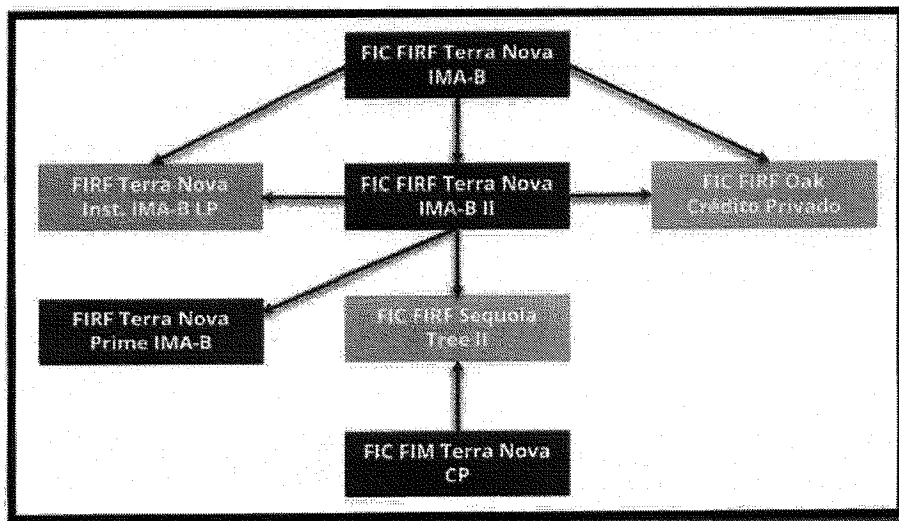 FIC FIRF Terra Nova
IMA-B
FIRF Terra Nova
Inst. IMA-B LP
FIC FIRF Terra Nova
IMA-B II
FIC FIRF Oak
Crédito Privado
FIRF Terra Nova
Prime IMA-B
FIC FIRF Sequoia
Tree II
FIC FIM Terra Nova
CP